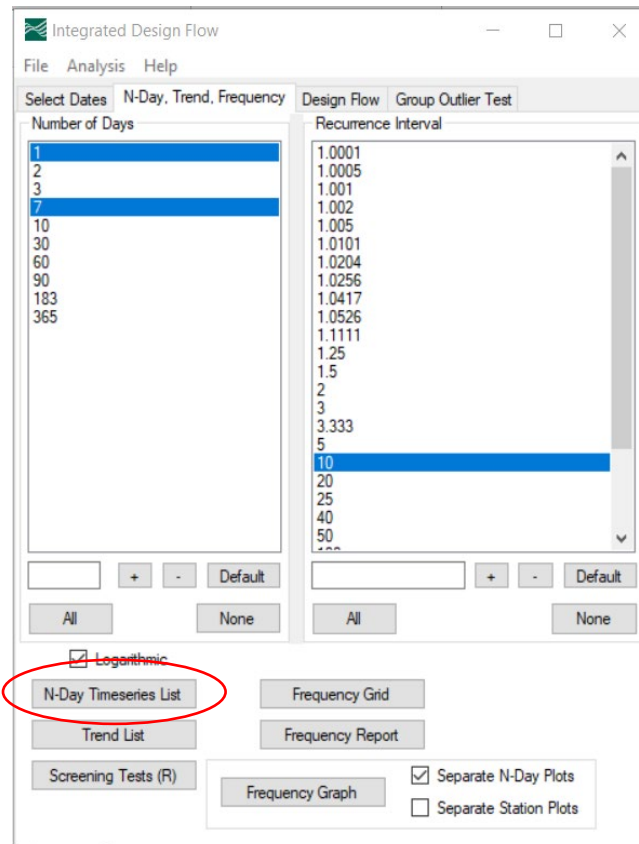 Integrated Design Flow
File Analysis Help
Select Dates N-Day, Trend, Frequency Design Flow Group Outlier Test
Number of Days
1
2
3
7
10
30
60
90
183
365
+ - Default
All None
Recurrence Interval
1.0001
1.0005
1.001
1.002
1.005
1.0101
1.0204
1.0256
1.0417
1.0526
1.1111
1.25
1.5
2
3
3.333
5
10
20
25
40
50
+ - Default
All None
Logarithmic
N-Day Timeseries List Frequency Grid
Trend List Frequency Report
Screening Tests (R)
Frequency Graph
Separate N-Day Plots
Separate Station Plots